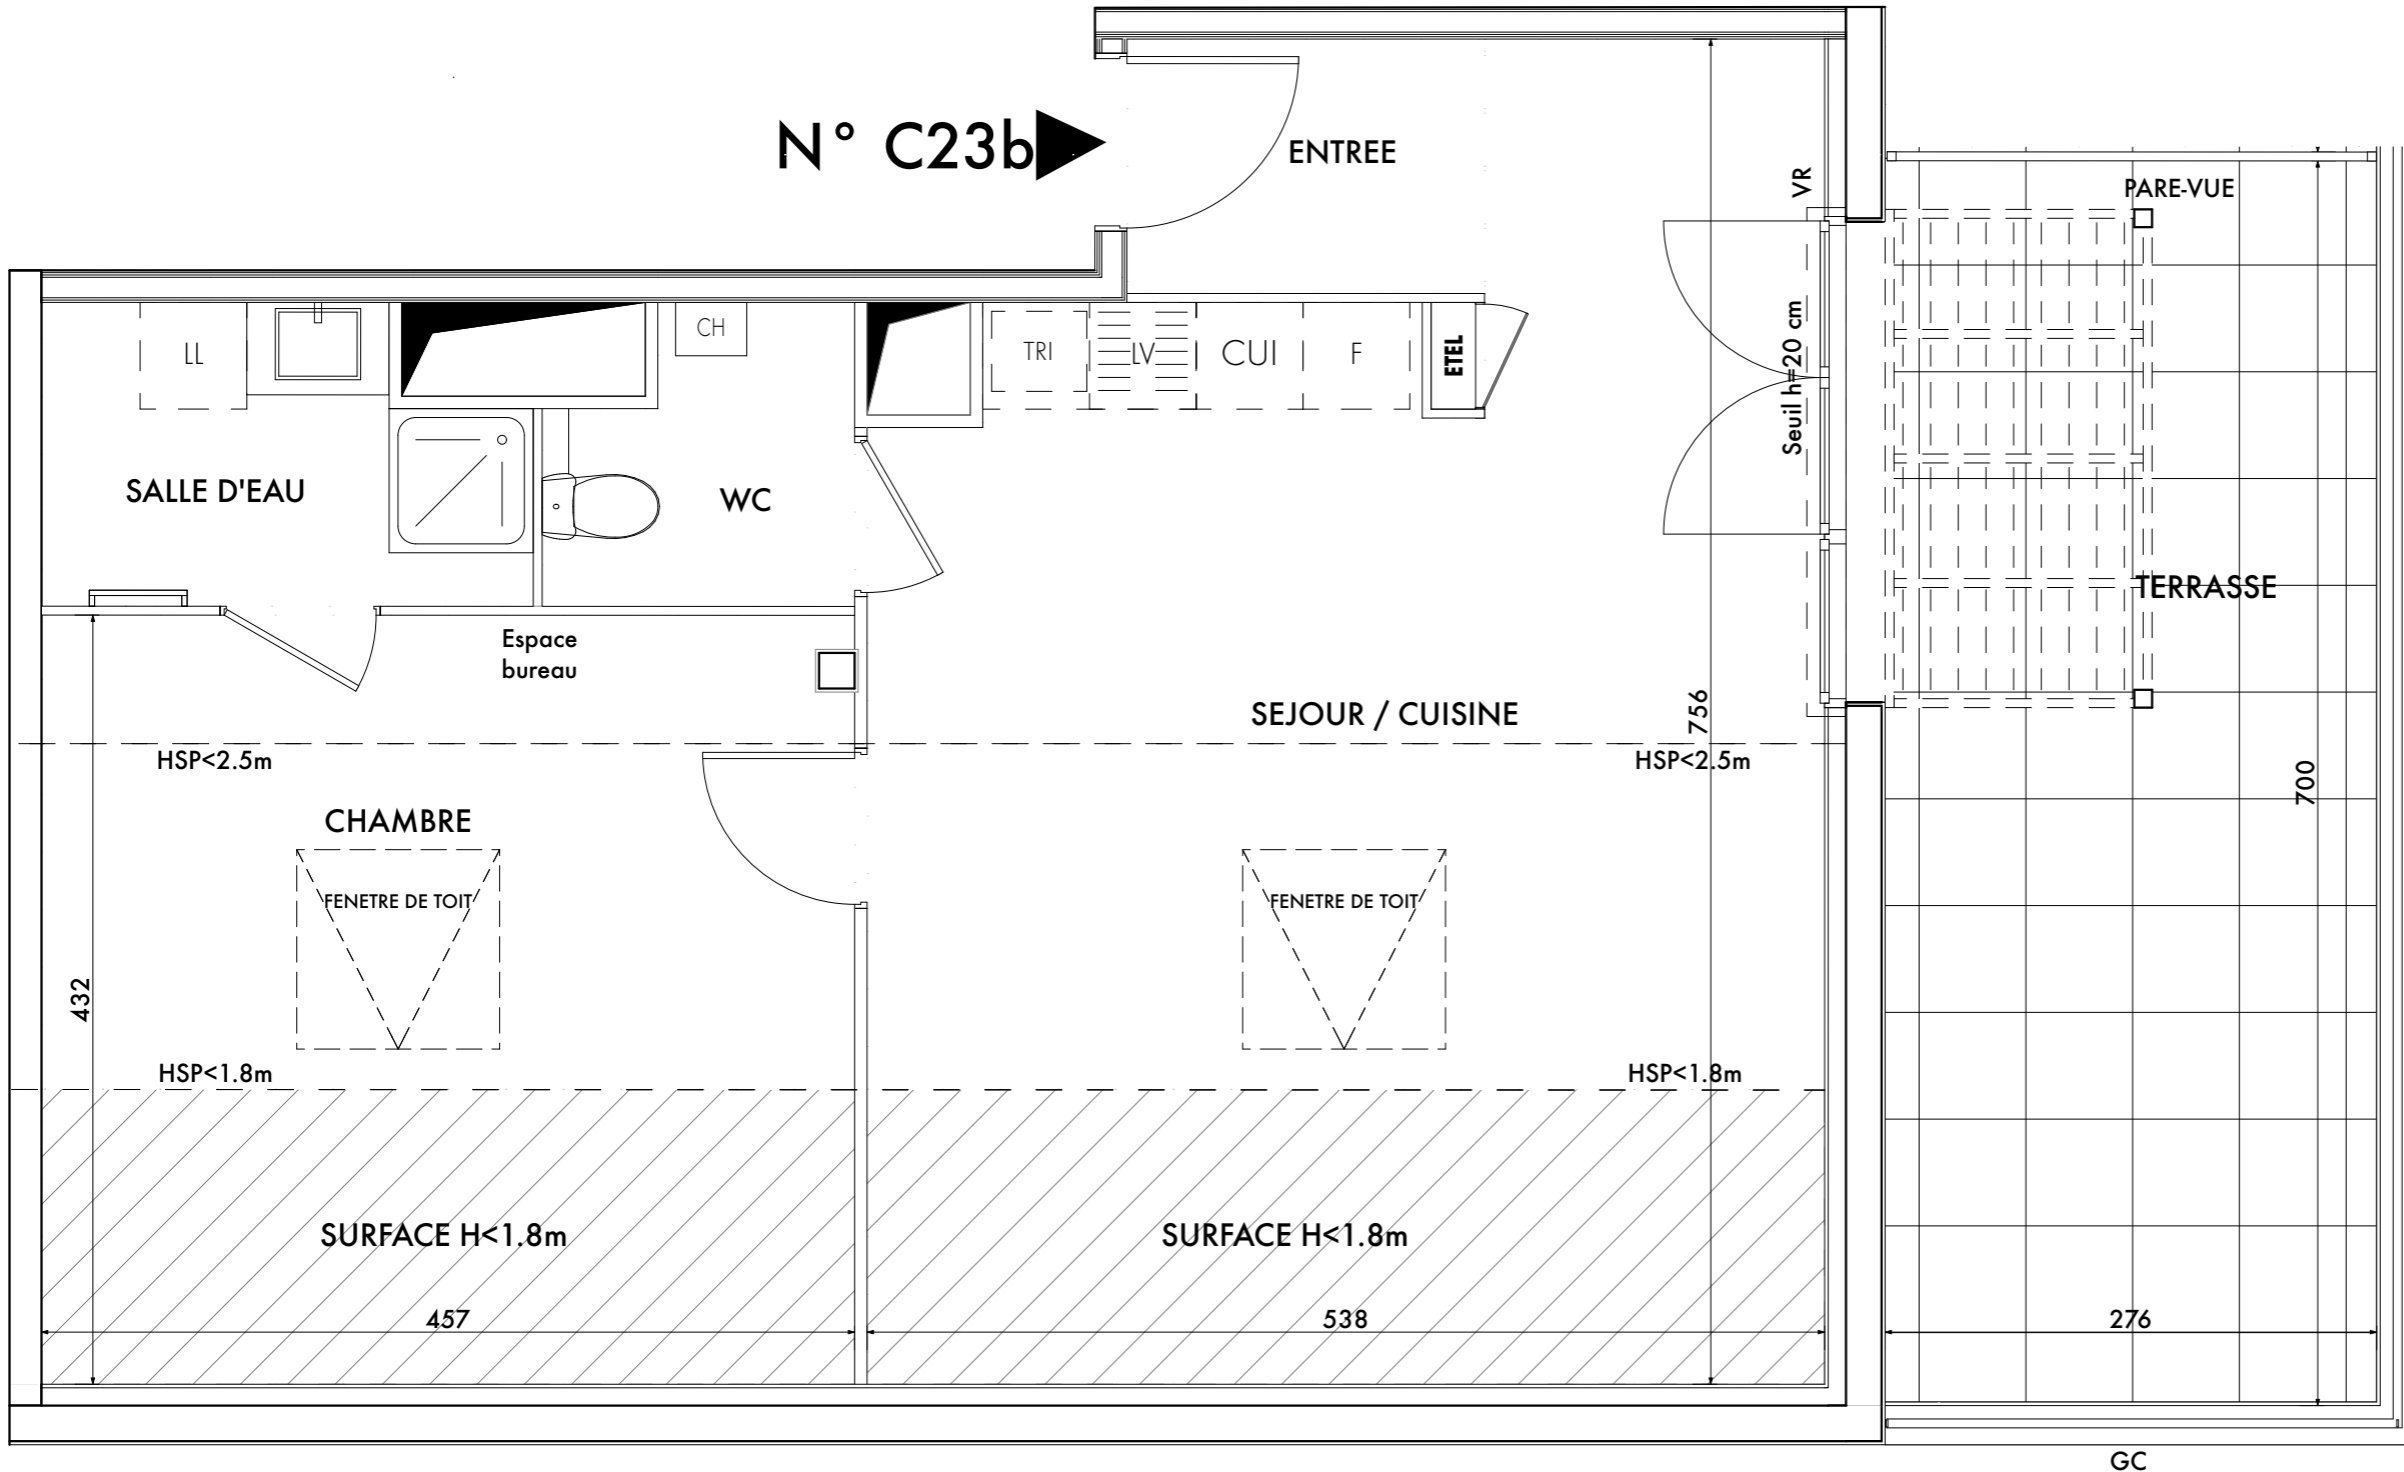 N° C23b
ENTREE
VR
PARE-VUE
LL
CH
TRI
LV
CUI
F
ETEL
Seuil h=20 cm
SALLE D'EAU
WC
TERRASSE
Espace
bureau
SEJOUR / CUISINE
756
HSP<2.5m
HSP<2.5m
700
CHAMBRE
FENETRE DE TOIT
FENETRE DE TOIT
432
HSP<1.8m
HSP<1.8m
SURFACE H<1.8m
SURFACE H<1.8m
457
538
276
GC